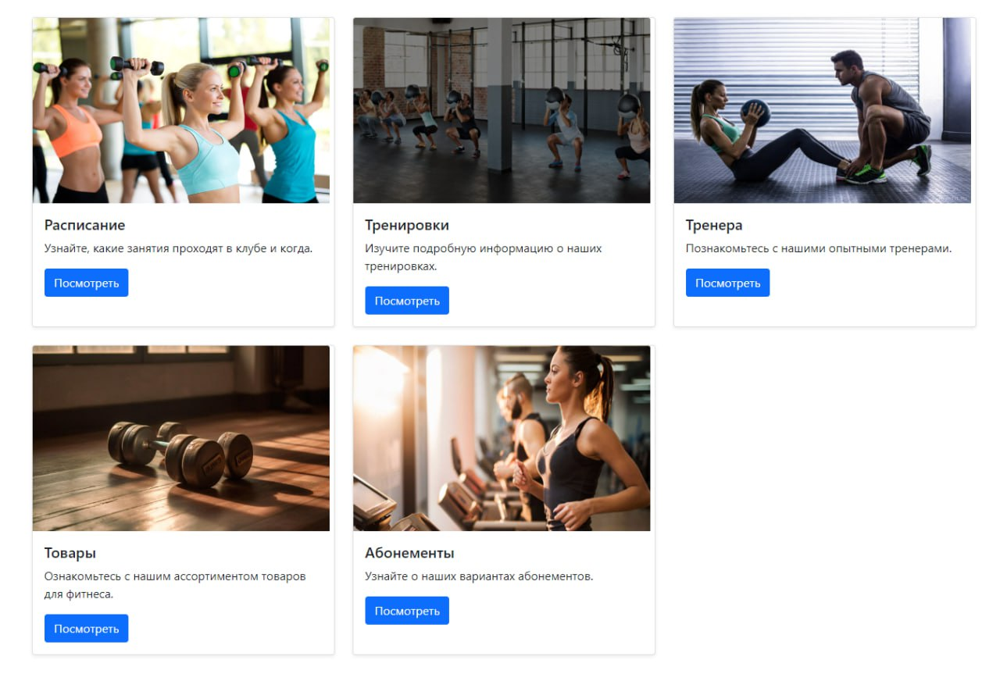 Расписание
Узнайте, какие занятия проходят в клубе и когда.
Посмотреть
Тренировки
Изучите подробную информацию о наших
тренировках.
Посмотреть
Тренера
Познакомьтесь с нашими опытными тренерами.
Посмотреть
Товары
Ознакомьтесь с нашим ассортиментом товаров
для фитнеса.
Посмотреть
Абонементы
Узнайте о наших вариантах абонементов.
Посмотреть